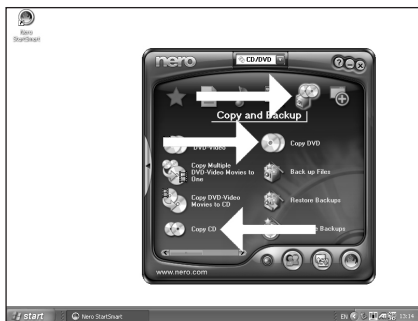 Nero
StartSmart
nero
CD/DVD
Copy and Backup
DVD-Video
Copy DVD
Copy Multiple
DVD-Video Movies to
One
Back up Files
Copy DVD-Video
Movies to CD
Restore Backups
Copy CD
Backups
www.nero.com
start
Nero StartSmart
EN
13:14